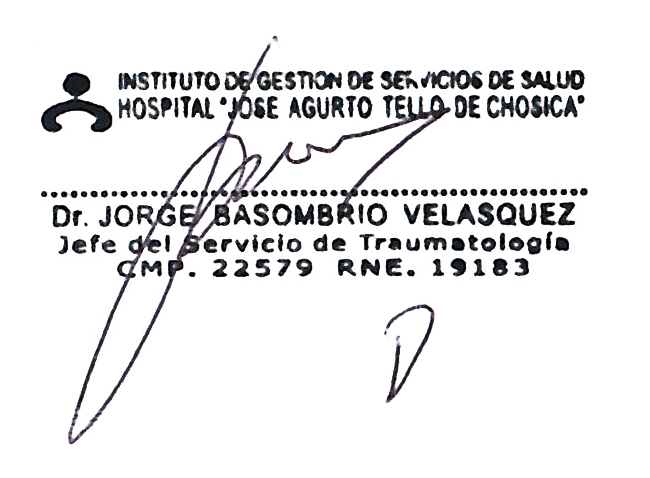 INSTITUTO DE GESTION DE SERVICIOS DE SALUD
HOSPITAL "JOSE AGURTO TELLO DE CHOSICA"
Dr. JORGE BASOMBRIO VELASQUEZ
Jefe del Servicio de Traumatología
CMP. 22579 RNE. 19183